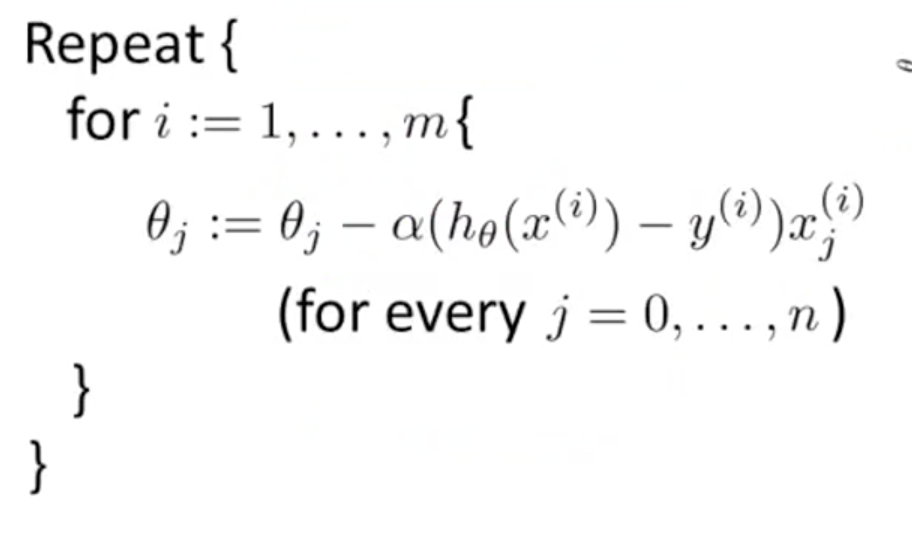 Repeat {
for i := 1, . . . , m {
θ_j := θ_j − α(h_θ(x^(i)) − y^(i))x_j^(i)
(for every j = 0, . . . , n )
}
}